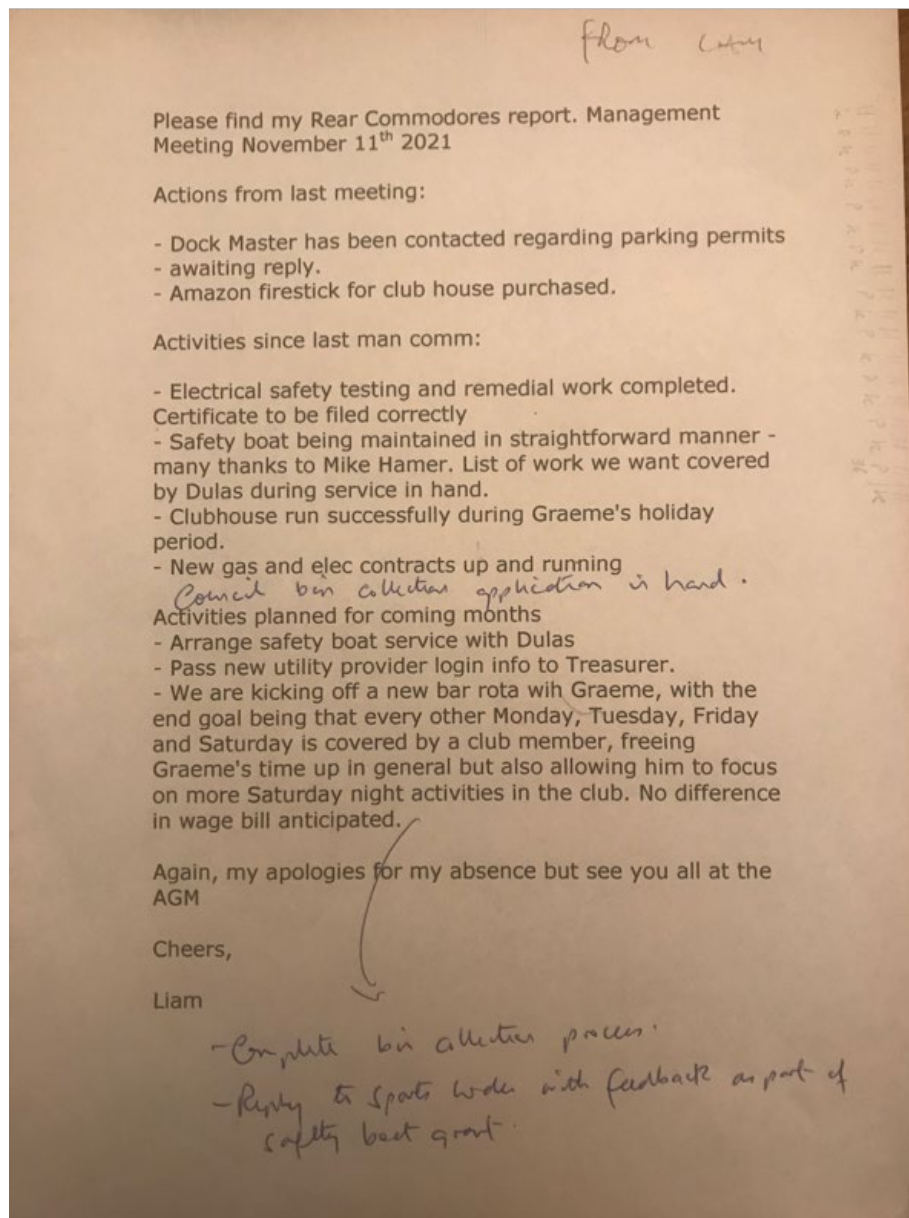 From
Please find my Rear Commodores report. Management
Meeting November 11th 2021
Actions from last meeting:
- Dock Master has been contacted regarding parking permits
- awaiting reply.
- Amazon firestick for club house purchased.
Activities since last man comm:
- Electrical safety testing and remedial work completed.
Certificate to be filed correctly
- Safety boat being maintained in straightforward manner -
many thanks to Mike Hamer. List of work we want covered
by Dulas during service in hand.
- Clubhouse run successfully during Graeme's holiday
period.
- New gas and elec contracts up and running
Council bin collection application in hand.
Activities planned for coming months
- Arrange safety boat service with Dulas
- Pass new utility provider login info to Treasurer.
- We are kicking off a new bar rota wih Graeme, with the
end goal being that every other Monday, Tuesday, Friday
and Saturday is covered by a club member, freeing
Graeme's time up in general but also allowing him to focus
on more Saturday night activities in the club. No difference
in wage bill anticipated.
Again, my apologies for my absence but see you all at the
AGM
Cheers,
Liam
- Complete bin collection process.
- Reply to sports with feedback as part of
safety boat grant.